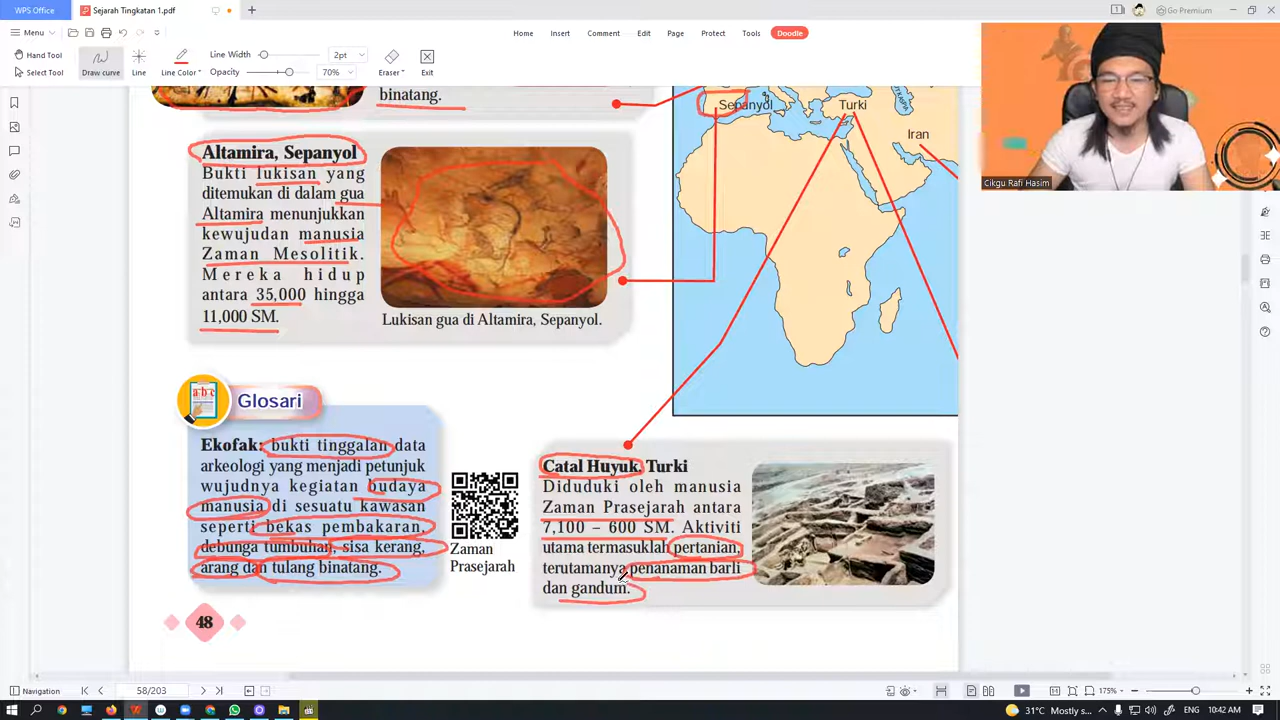 WPS Office
Sejarah Tingkatan 1.pdf
Go Premium
Menu
Home Insert Comment Edit Page Protect Tools Doodle
Hand Tool
Select Tool
Draw curve
Line
Line Color
Line Width
2pt
Opacity
70%
Eraser
Exit
binatang.
Sepanyol
Turki
Iran
Altamira, Sepanyol
Bukti lukisan yang
ditemukan di dalam gua
Altamira menunjukkan
kewujudan manusia
Zaman Mesolitik.
Mereka hidup
antara 35,000 hingga
11,000 SM.
Lukisan gua di Altamira, Sepanyol.
Cikgu Rafi Hasim
abc
Glosari
Ekofak: bukti tinggalan data
arkeologi yang menjadi petunjuk
wujudnya kegiatan budaya
manusia di sesuatu kawasan
seperti bekas pembakaran,
debunga tumbuhan, sisa kerang,
arang dan tulang binatang.
Zaman
Prasejarah
Catal Huyuk, Turki
Diduduki oleh manusia
Zaman Prasejarah antara
7,100 – 600 SM. Aktiviti
utama termasuklah pertanian,
terutamanya penanaman barli
dan gandum.
48
Navigation
58/203
175%
31°C Mostly s...
ENG
10:42 AM